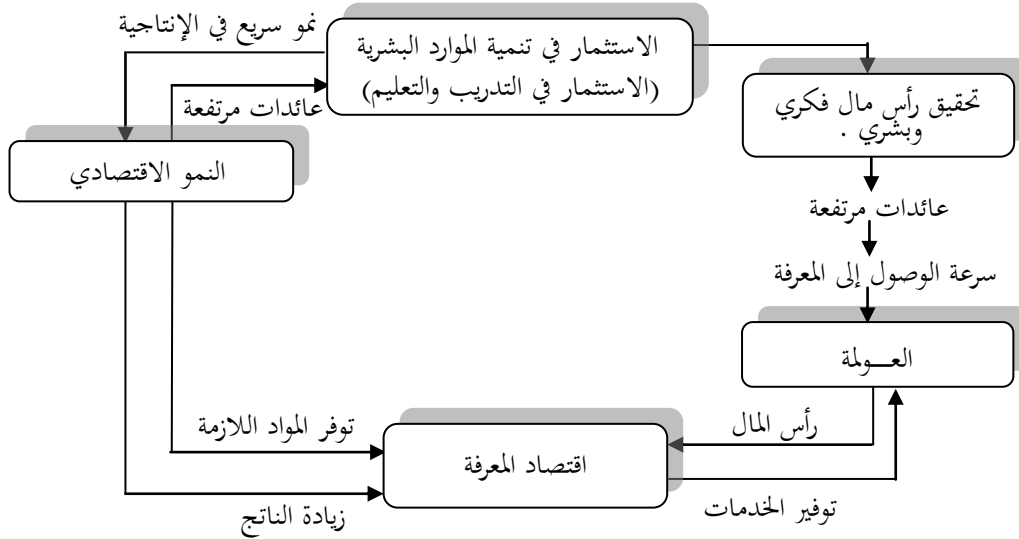 نمو سريع في الإنتاجية
الاستثمار في تنمية الموارد البشرية
(الاستثمار في التدريب والتعليم)
عائدات مرتفعة
تحقيق رأس مال فكري
وبشري .
النمو الاقتصادي
عائدات مرتفعة
سرعة الوصول إلى المعرفة
العـــولمة
رأس المال
توفر المواد اللازمة
اقتصاد المعرفة
توفير الخدمات
زيادة الناتج